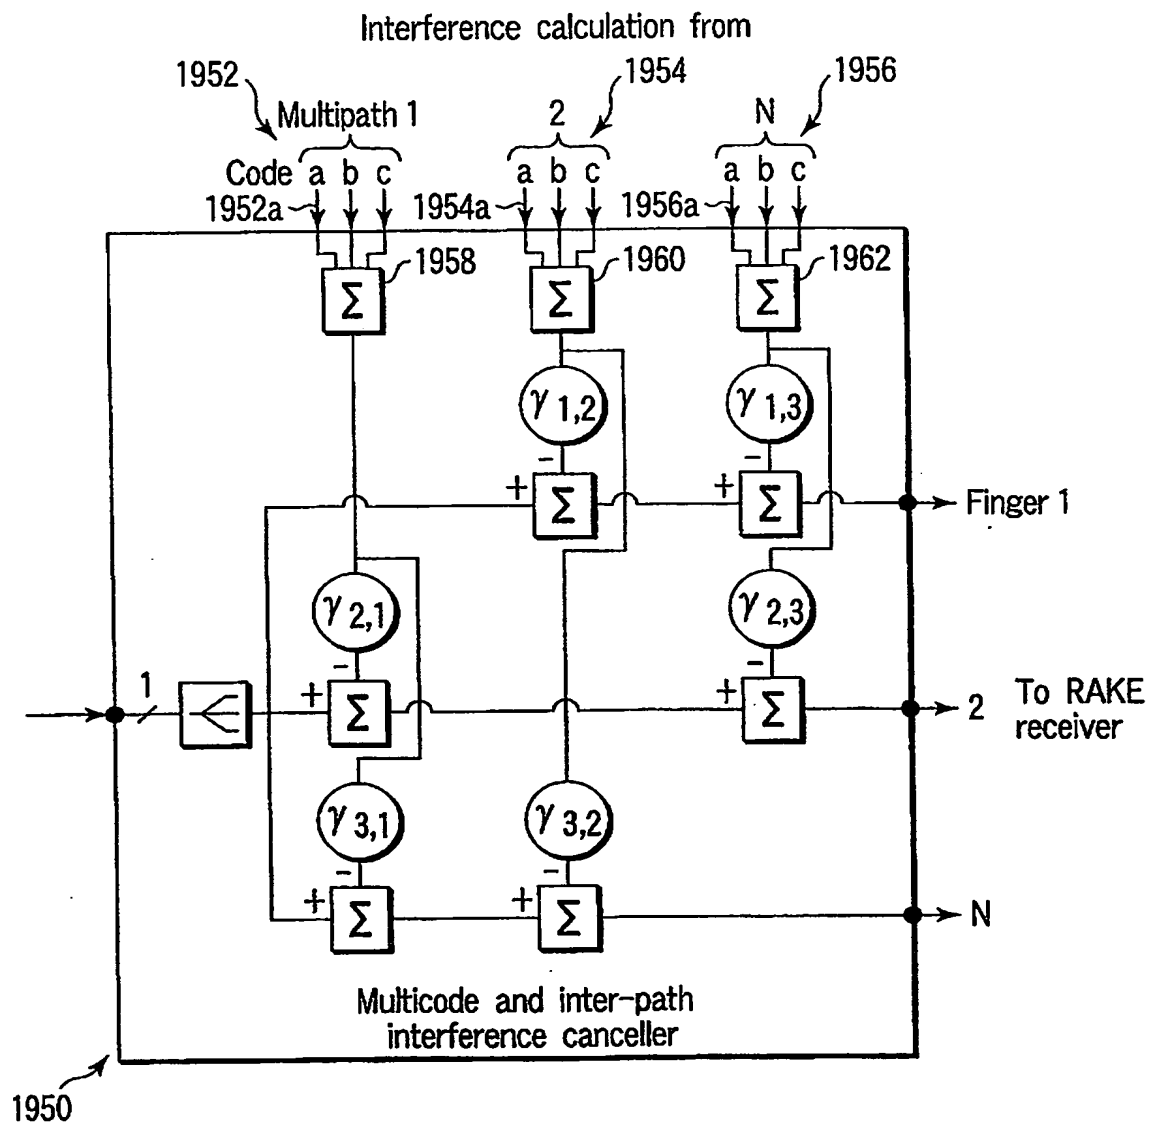 Interference calculation from
1952
1954
1956
Multipath 1
2
N
Code a b c
a b c
a b c
1952a
1954a
1956a
1958
1960
1962
Σ
Σ
Σ
γ 1,2
γ 1,3
−
−
+
Σ
+
Σ
Finger 1
γ 2,1
γ 2,3
−
−
1
+
Σ
+
Σ
2
To RAKE
receiver
γ 3,1
γ 3,2
−
−
+
Σ
+
Σ
N
Multicode and inter-path
interference canceller
1950